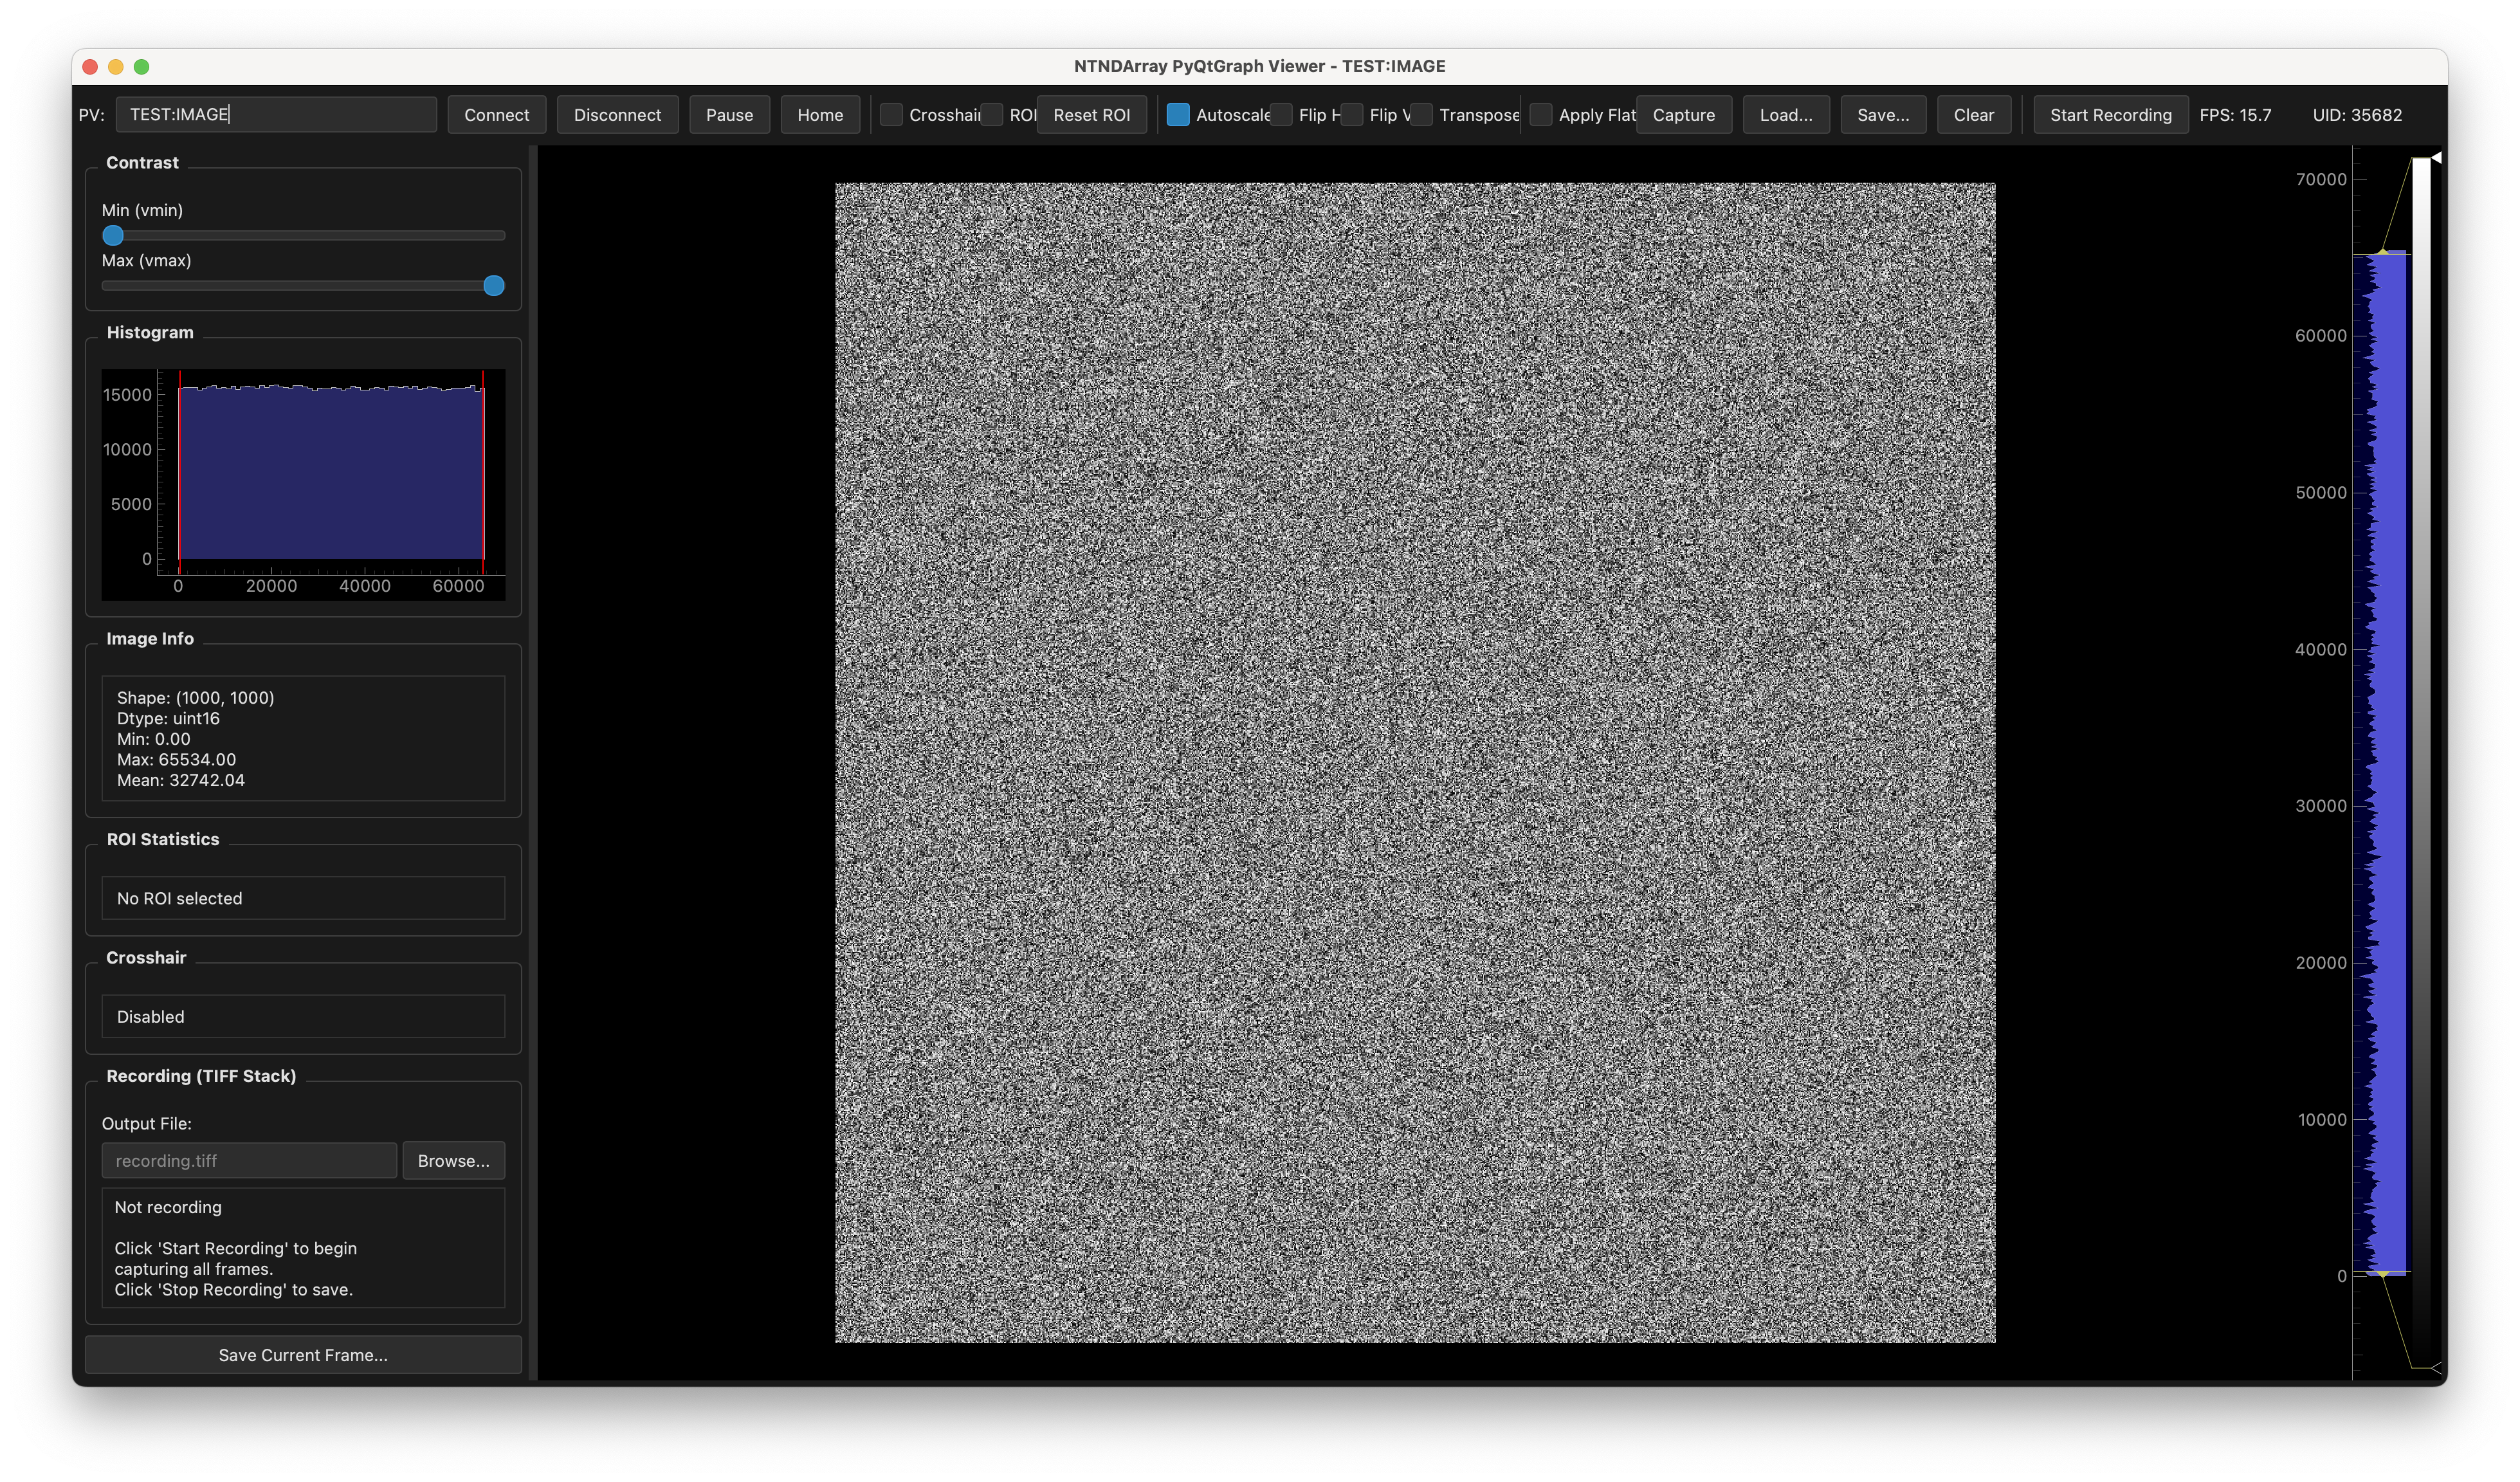 NTNDArray PyQtGraph Viewer - TEST:IMAGE
PV: TEST:IMAGE Connect Disconnect Pause Home Crosshair ROI Reset ROI Autoscale Flip H Flip V Transpose Apply Flat Capture Load... Save... Clear Start Recording FPS: 15.7 UID: 35682
Contrast
Min (vmin)
Max (vmax)
Histogram
15000
10000
5000
0
0 20000 40000 60000
Image Info
Shape: (1000, 1000)
Dtype: uint16
Min: 0.00
Max: 65534.00
Mean: 32742.04
ROI Statistics
No ROI selected
Crosshair
Disabled
Recording (TIFF Stack)
Output File:
recording.tiff Browse...
Not recording
Click 'Start Recording' to begin
capturing all frames.
Click 'Stop Recording' to save.
Save Current Frame...
70000
60000
50000
40000
30000
20000
10000
0